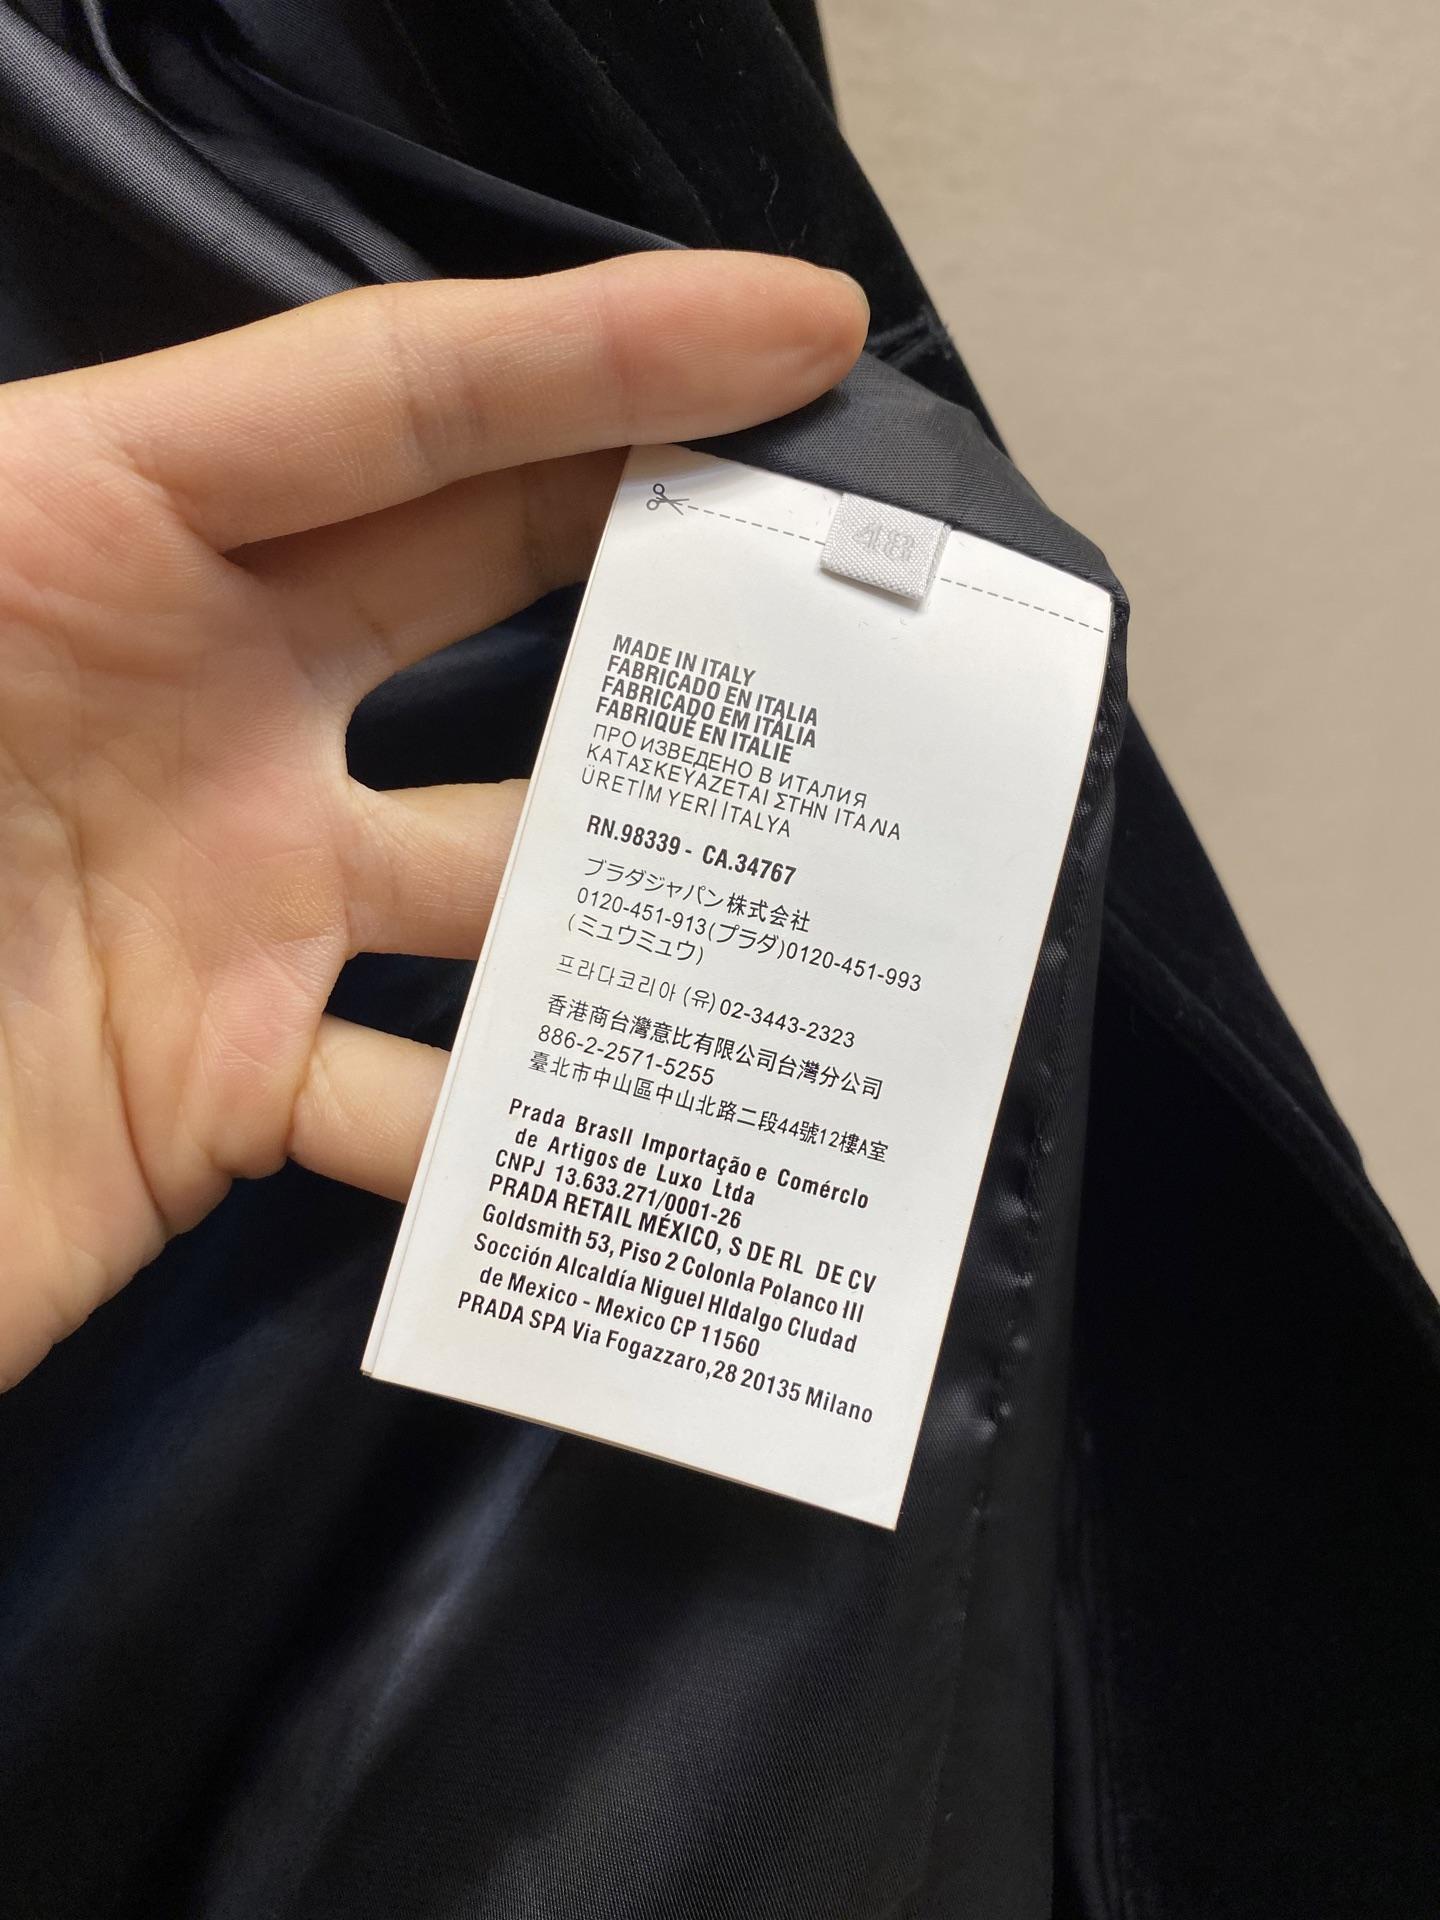 48
MADE IN ITALY
FABRICADO EN ITALIA
FABRICADO EM ITÁLIA
FABRIQUÉ EN ITALIE
ПРОИЗВЕДЕНО В ИТАЛИЯ
ΚΑΤΑΣΚΕΥΑΖΕΤΑΙ ΣΤΗΝ ΙΤΑΛΙΑ
ÜRETİM YERİ İTALYA
RN.98339 - CA.34767
ブラダジャパン株式会社
0120-451-913(プラダ)0120-451-993
(ミュウミュウ)
프라다코리아 (유) 02-3443-2323
香港商台灣意比有限公司台灣分公司
886-2-2571-5255
臺北市中山區中山北路二段44號12樓A室
Prada Brasll Importação e Comérclo
de Artigos de Luxo Ltda
CNPJ 13.633.271/0001-26
PRADA RETAIL MÉXICO, S DE RL DE CV
Goldsmith 53, Piso 2 Colonla Polanco III
Socción Alcaldía Niguel HIdalgo Cludad
de Mexico - Mexico CP 11560
PRADA SPA Via Fogazzaro,28 20135 Milano